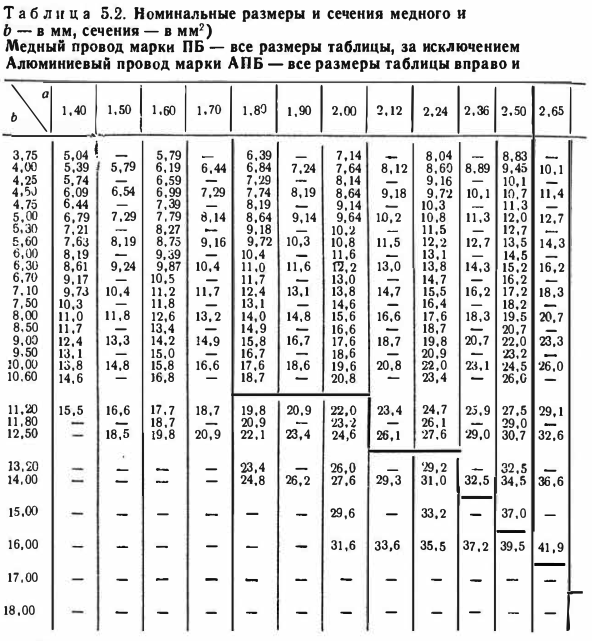 Таблица 5.2. Номинальные размеры и сечения медного и
b — в мм, сечения — в мм²)
Медный провод марки ПБ — все размеры таблицы, за исключением
Алюминиевый провод марки АПБ — все размеры таблицы вправо и
b \ a 1,40 1,50 1,60 1,70 1,80 1,90 2,00 2,12 2,24 2,36 2,50 2,65
3,75 5,04 — 5,79 — 6,39 — 7,14 — 8,04 — 8,83 —
4,00 5,39 5,79 6,19 6,44 6,84 7,24 7,64 8,12 8,60 8,89 9,45 10,1
4,25 5,74 — 6,59 — 7,29 — 8,14 — 9,16 — 10,1 —
4,50 6,09 6,54 6,99 7,29 7,74 8,19 8,64 9,18 9,72 10,1 10,7 11,4
4,75 6,44 — 7,39 — 8,19 — 9,14 — 10,3 — 11,3 —
5,00 6,79 7,29 7,79 8,14 8,64 9,14 9,64 10,2 10,8 11,3 12,0 12,7
5,30 7,21 — 8,27 — 9,18 — 10,2 — 11,5 — 12,7 —
5,60 7,63 8,19 8,75 9,16 9,72 10,3 10,8 11,5 12,2 12,7 13,5 14,3
6,00 8,19 — 9,39 — 10,4 — 11,6 — 13,1 — 14,5 —
6,30 8,61 9,24 9,87 10,4 11,0 11,6 12,2 13,0 13,8 14,3 15,2 16,2
6,70 9,17 — 10,5 — 11,7 — 13,0 — 14,7 — 16,2 —
7,10 9,73 10,4 11,2 11,7 12,4 13,1 13,8 14,7 15,5 16,2 17,2 18,3
7,50 10,3 — 11,8 — 13,1 — 14,6 — 16,4 — 18,2 —
8,00 11,0 11,8 12,6 13,2 14,0 14,8 15,6 16,6 17,6 18,3 19,5 20,7
8,50 11,7 — 13,4 — 14,9 — 16,6 — 18,7 — 20,7 —
9,00 12,4 13,3 14,2 14,9 15,8 16,7 17,6 18,7 19,8 20,7 22,0 23,3
9,50 13,1 — 15,0 — 16,7 — 18,6 — 20,9 — 23,2 —
10,00 13,8 14,8 15,8 16,6 17,6 18,6 19,6 20,8 22,0 23,1 24,5 26,0
10,60 14,6 — 16,8 — 18,7 — 20,8 — 23,4 — 26,0 —
11,20 15,5 16,6 17,7 18,7 19,8 20,9 22,0 23,4 24,7 25,9 27,5 29,1
11,80 — — 18,7 — 20,9 — 23,2 — 26,1 — 29,0 —
12,50 — 18,5 19,8 20,9 22,1 23,4 24,6 26,1 27,6 29,0 30,7 32,6
13,20 — — — — 23,4 — 26,0 — 29,2 — 32,5 —
14,00 — — — — 24,8 26,2 27,6 29,3 31,0 32,5 34,5 36,6
15,00 — — — — — — 29,6 — 33,2 — 37,0 —
16,00 — — — — — — 31,6 33,6 35,5 37,2 39,5 41,9
17,00 — — — — — — — — — — — —
18,00 — — — — — — — — — — — —